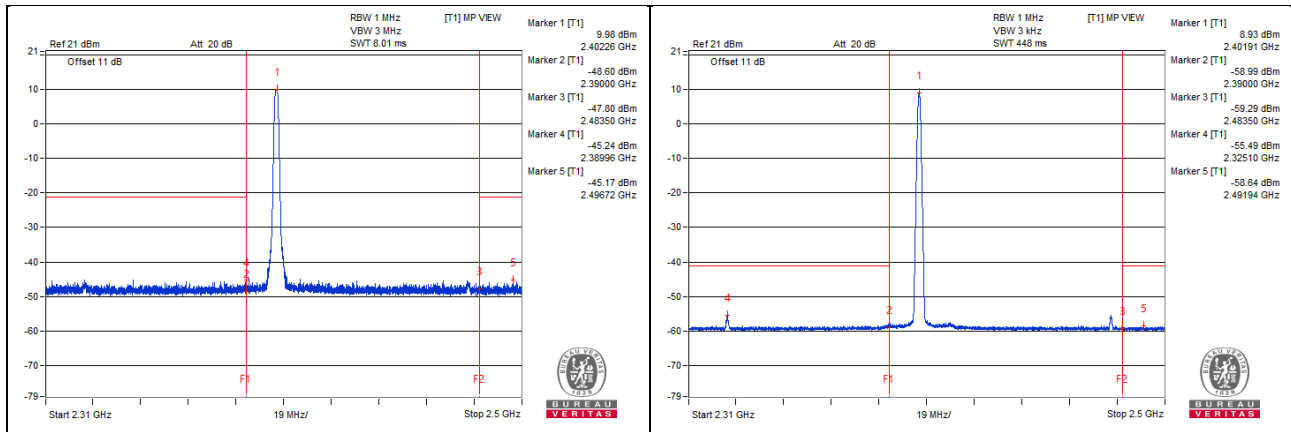 RBW 1 MHz [T1] MP VIEW
VBW 3 MHz
Ref 21 dBm Att 20 dB SWT 8.01 ms
Offset 11 dB
21
10
0
-10
-20
-30
-40
-50
-60
-70
-79
1
4
2
3
5
F1
F2
Start 2.31 GHz 19 MHz/ Stop 2.5 GHz
Marker 1 [T1]
9.98 dBm
2.40226 GHz
Marker 2 [T1]
-48.60 dBm
2.39000 GHz
Marker 3 [T1]
-47.80 dBm
2.48350 GHz
Marker 4 [T1]
-45.24 dBm
2.38996 GHz
Marker 5 [T1]
-45.17 dBm
2.49672 GHz
1828
BUREAU
VERITAS
RBW 1 MHz [T1] MP VIEW
VBW 3 kHz
Ref 21 dBm Att 20 dB SWT 448 ms
Offset 11 dB
21
10
0
-10
-20
-30
-40
-50
-60
-70
-79
1
4
2
3
5
F1
F2
Start 2.31 GHz 19 MHz/ Stop 2.5 GHz
Marker 1 [T1]
8.93 dBm
2.40191 GHz
Marker 2 [T1]
-58.99 dBm
2.39000 GHz
Marker 3 [T1]
-59.29 dBm
2.48350 GHz
Marker 4 [T1]
-55.49 dBm
2.32510 GHz
Marker 5 [T1]
-58.64 dBm
2.49194 GHz
1828
BUREAU
VERITAS